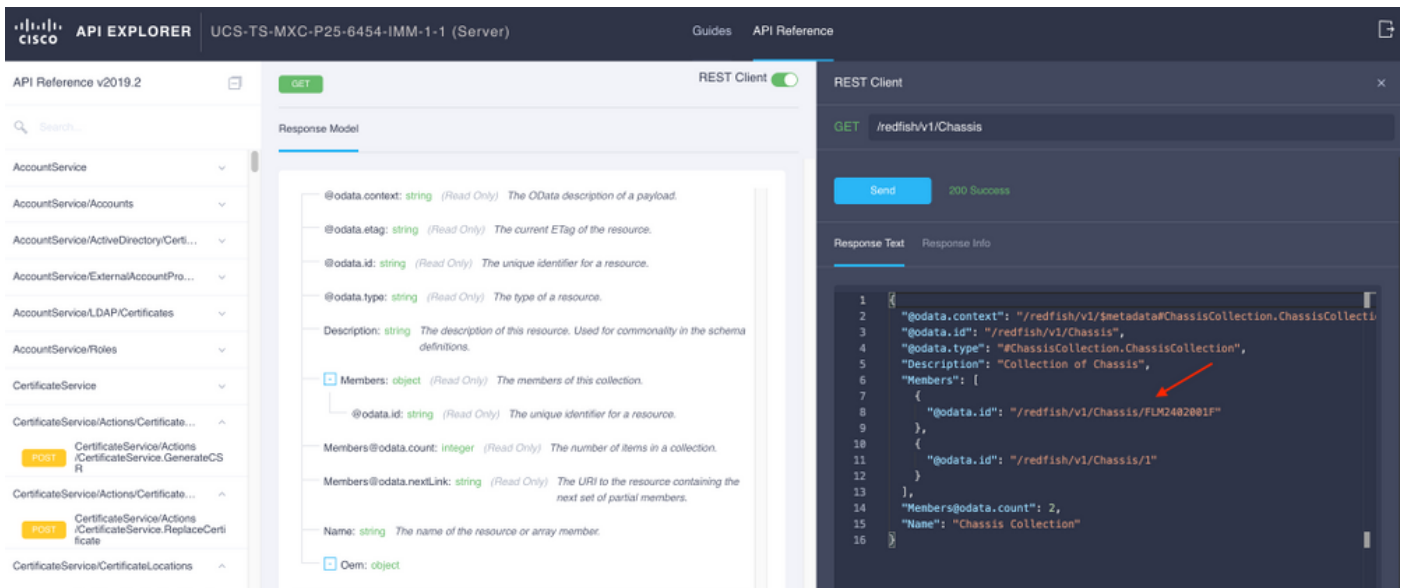 CISCO API EXPLORER UCS-TS-MXC-P25-6454-IMM-1-1 (Server) Guides API Reference
API Reference v2019.2
Search...
AccountService
AccountService/Accounts
AccountService/ActiveDirectory/Certi...
AccountService/ExternalAccountPro...
AccountService/LDAP/Certificates
AccountService/Roles
CertificateService
CertificateService/Actions/Certificate...
POST
CertificateService/Actions
/CertificateService.GenerateCS
R
CertificateService/Actions/Certificate...
POST
CertificateService/Actions
/CertificateService.ReplaceCerti
ficate
CertificateService/CertificateLocations
GET REST Client
Response Model
@odata.context: string (Read Only) The OData description of a payload.
@odata.etag: string (Read Only) The current ETag of the resource.
@odata.id: string (Read Only) The unique identifier for a resource.
@odata.type: string (Read Only) The type of a resource.
Description: string The description of this resource. Used for commonality in the schema
definitions.
Members: object (Read Only) The members of this collection.
@odata.id: string (Read Only) The unique identifier for a resource.
Members@odata.count: integer (Read Only) The number of items in a collection.
Members@odata.nextLink: string (Read Only) The URI to the resource containing the
next set of partial members.
Name: string The name of the resource or array member.
Oem: object
REST Client ×
GET /redfish/v1/Chassis
Send 200 Success
Response Text Response Info
1 {
2 "@odata.context": "/redfish/v1/$metadata#ChassisCollection.ChassisCollecti
3 "@odata.id": "/redfish/v1/Chassis",
4 "@odata.type": "#ChassisCollection.ChassisCollection",
5 "Description": "Collection of Chassis",
6 "Members": [
7 {
8 "@odata.id": "/redfish/v1/Chassis/FLM2402001F"
9 },
10 {
11 "@odata.id": "/redfish/v1/Chassis/1"
12 }
13 ],
14 "Members@odata.count": 2,
15 "Name": "Chassis Collection"
16 }